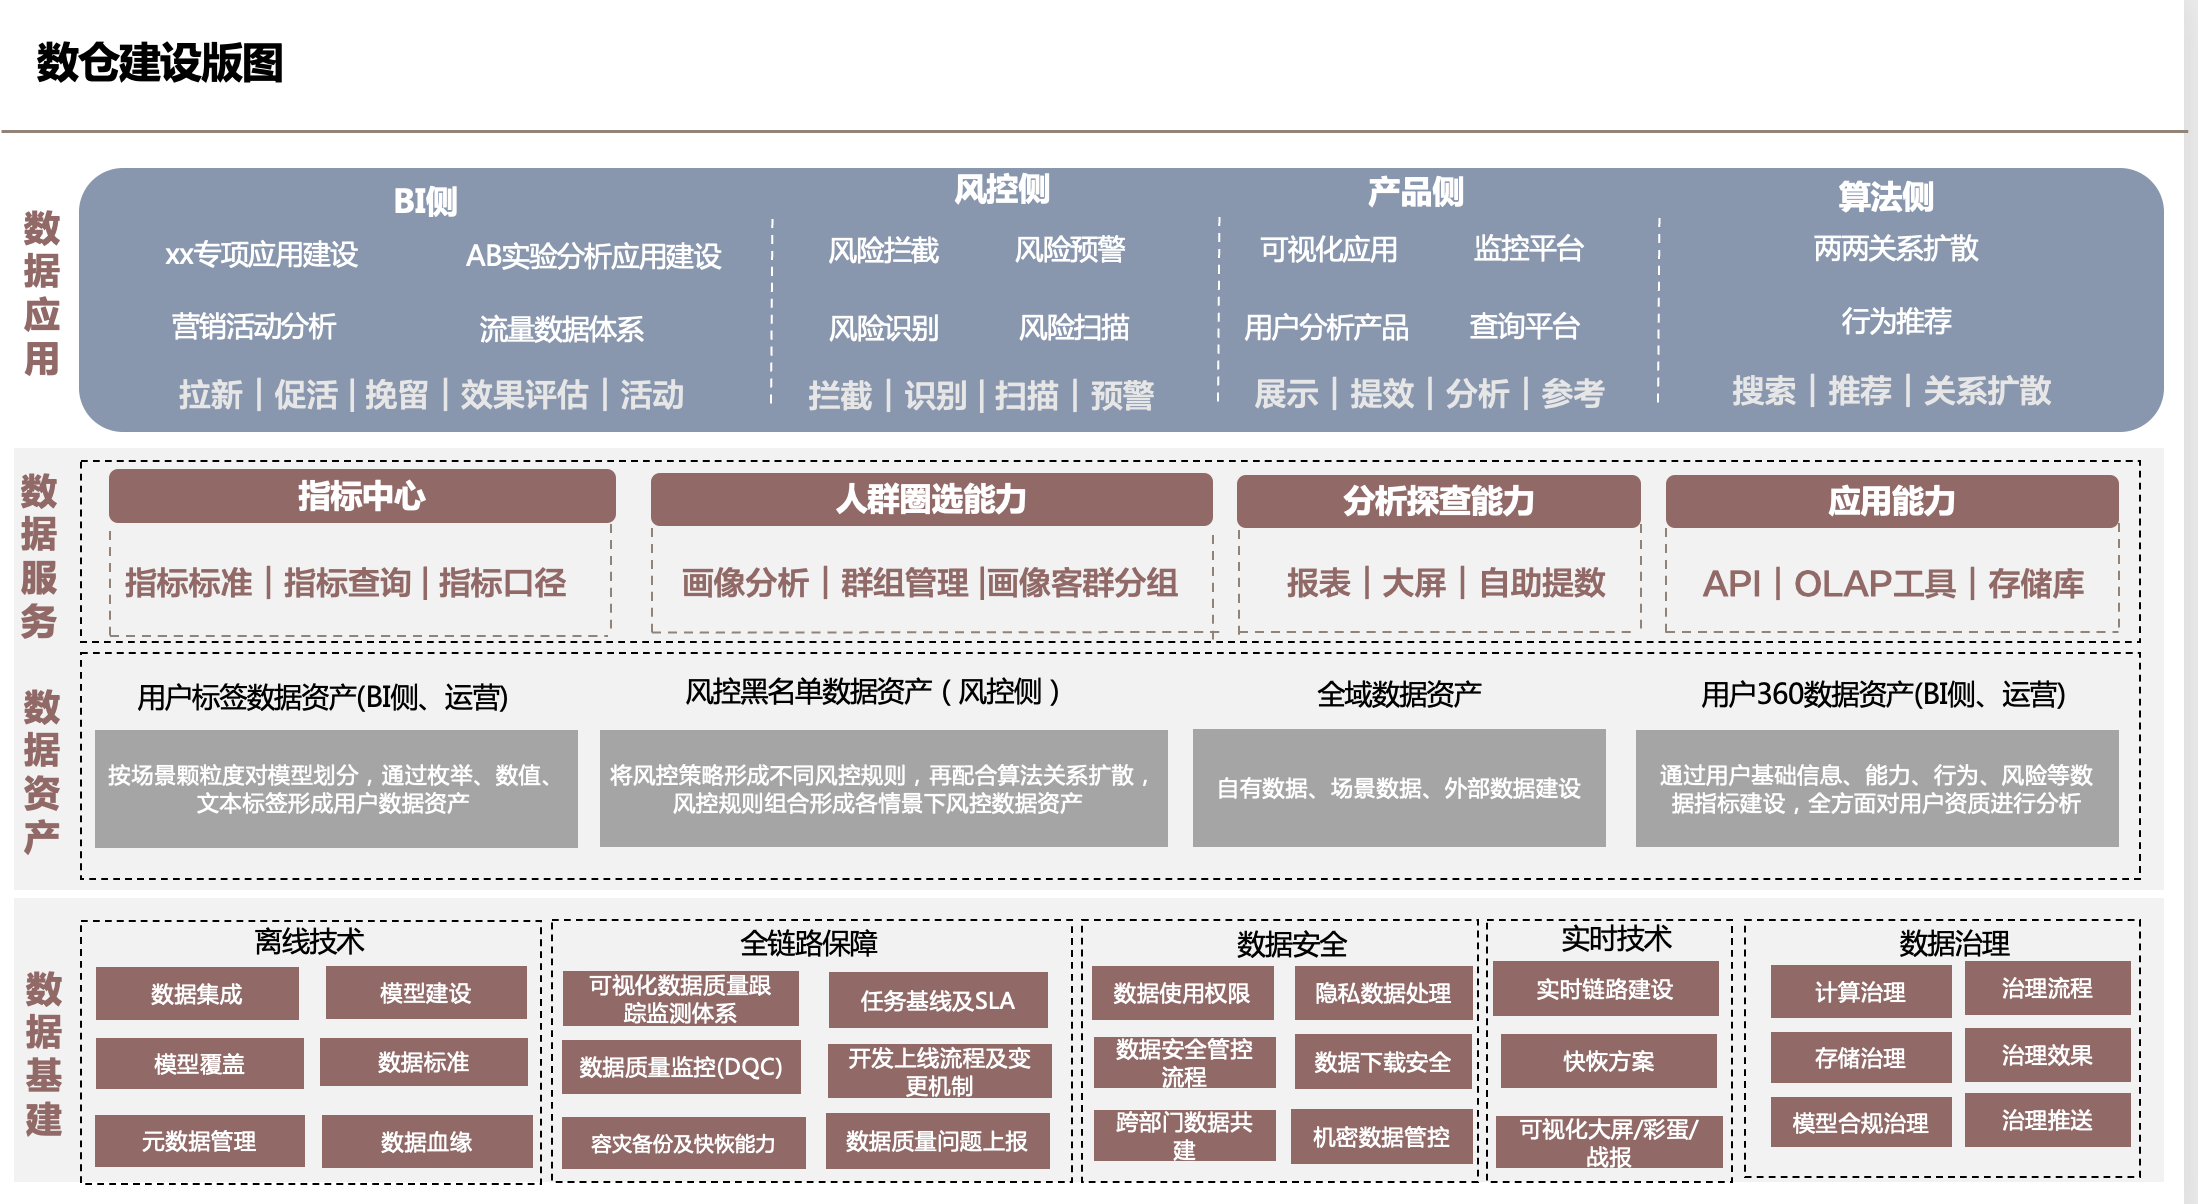 数仓建设版图
数据应用
BI侧
xx专项应用建设
AB实验分析应用建设
营销活动分析
流量数据体系
拉新｜促活 | 挽留｜效果评估｜活动
风控侧
风险拦截
风险预警
风险识别
风险扫描
拦截｜识别 | 扫描｜预警
产品侧
可视化应用
监控平台
用户分析产品
查询平台
展示｜提效｜分析｜参考
算法侧
两两关系扩散
行为推荐
搜索｜推荐｜关系扩散
数据服务
指标中心
指标标准｜指标查询 | 指标口径
人群圈选能力
画像分析｜群组管理 |画像客群分组
分析探查能力
报表｜大屏｜自助提数
应用能力
API｜OLAP工具｜存储库
数据资产
用户标签数据资产(BI侧、运营)
按场景颗粒度对模型划分，通过枚举、数值、
文本标签形成用户数据资产
风控黑名单数据资产（风控侧）
将风控策略形成不同风控规则，再配合算法关系扩散，
风控规则组合形成各情景下风控数据资产
全域数据资产
自有数据、场景数据、外部数据建设
用户360数据资产(BI侧、运营)
通过用户基础信息、能力、行为、风险等数
据指标建设，全方面对用户资质进行分析
数据基建
离线技术
数据集成
模型建设
模型覆盖
数据标准
元数据管理
数据血缘
全链路保障
可视化数据质量跟
踪监测体系
任务基线及SLA
数据质量监控(DQC)
开发上线流程及变
更机制
容灾备份及快恢能力
数据质量问题上报
数据安全
数据使用权限
隐私数据处理
数据安全管控
流程
数据下载安全
跨部门数据共
建
机密数据管控
实时技术
实时链路建设
快恢方案
可视化大屏/彩蛋/
战报
数据治理
计算治理
治理流程
存储治理
治理效果
模型合规治理
治理推送